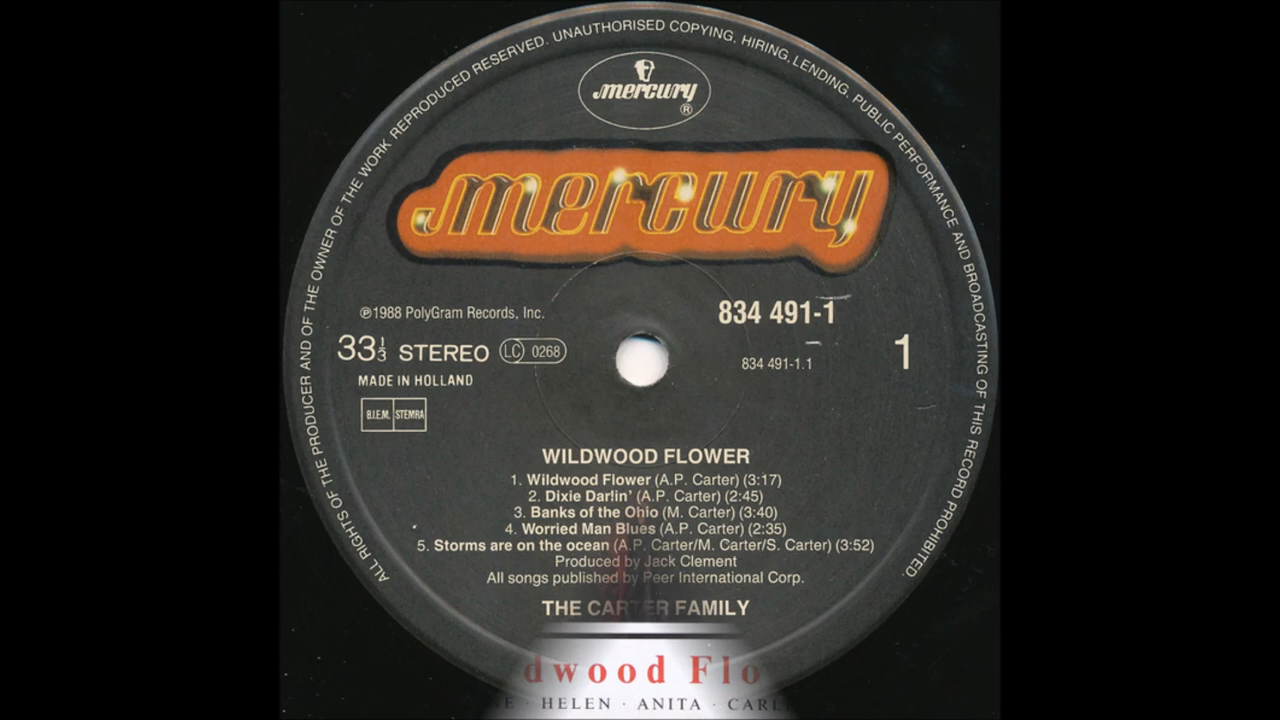 ALL RIGHTS OF THE PRODUCER AND OF THE OWNER OF THE WORK REPRODUCED RESERVED. UNAUTHORISED COPYING, HIRING, LENDING, PUBLIC PERFORMANCE AND BROADCASTING OF THIS RECORD PROHIBITED.
mercury
®
mercury
℗1988 PolyGram Records, Inc.
834 491-1
33⅓ STEREO LC 0268
834 491-1.1
1
MADE IN HOLLAND
B.I.E.M. STEMRA
WILDWOOD FLOWER
1. Wildwood Flower (A.P. Carter) (3:17)
2. Dixie Darlin' (A.P. Carter) (2:45)
3. Banks of the Ohio (M. Carter) (3:40)
4. Worried Man Blues (A.P. Carter) (2:35)
5. Storms are on the ocean (A.P. Carter/M. Carter/S. Carter) (3:52)
Produced by Jack Clement
All songs published by Peer International Corp.
THE CARTER FAMILY
dwood Flo
NE · HELEN · ANITA · CARL